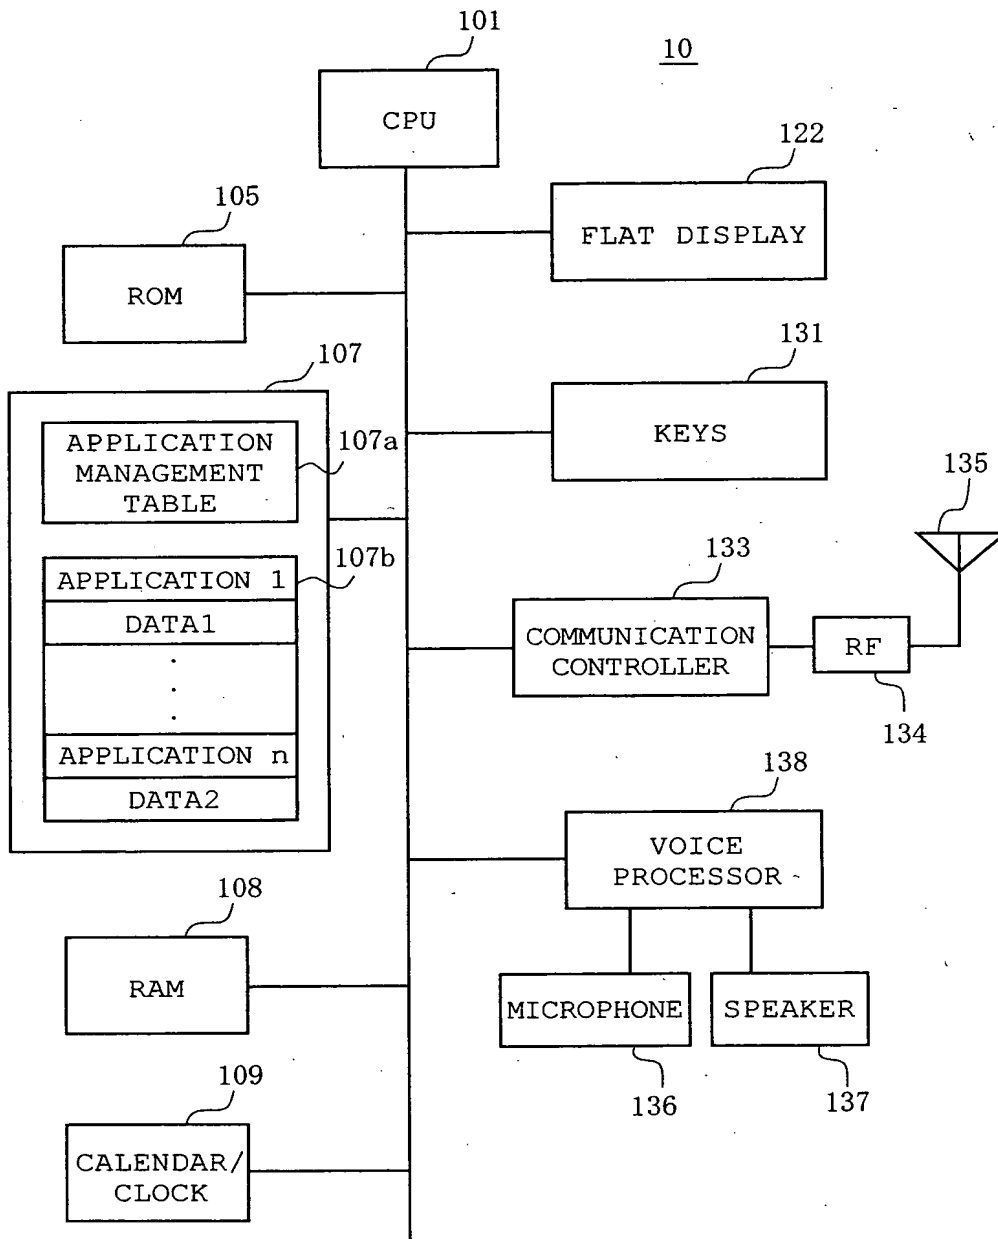 101
10
CPU
122
FLAT DISPLAY
105
ROM
131
KEYS
107
APPLICATION
MANAGEMENT
TABLE
107a
107b
APPLICATION 1
DATA1
.
.
.
APPLICATION n
DATA2
135
133
COMMUNICATION
CONTROLLER
RF
134
138
VOICE
PROCESSOR
108
RAM
MICROPHONE
SPEAKER
136
137
109
CALENDAR/
CLOCK